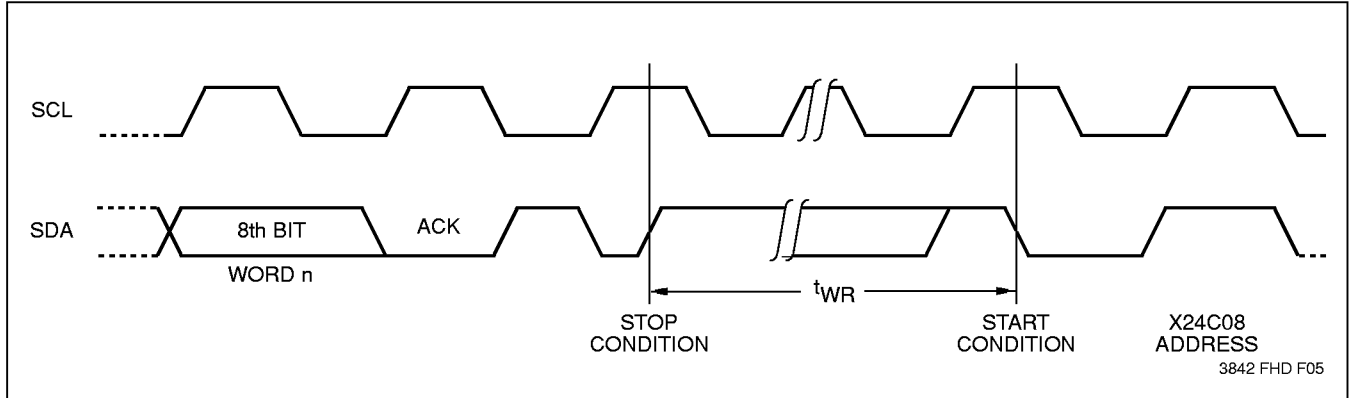 SCL
SDA
8th BIT
ACK
WORD n
tWR
STOP
CONDITION
START
CONDITION
X24C08
ADDRESS
3842 FHD F05